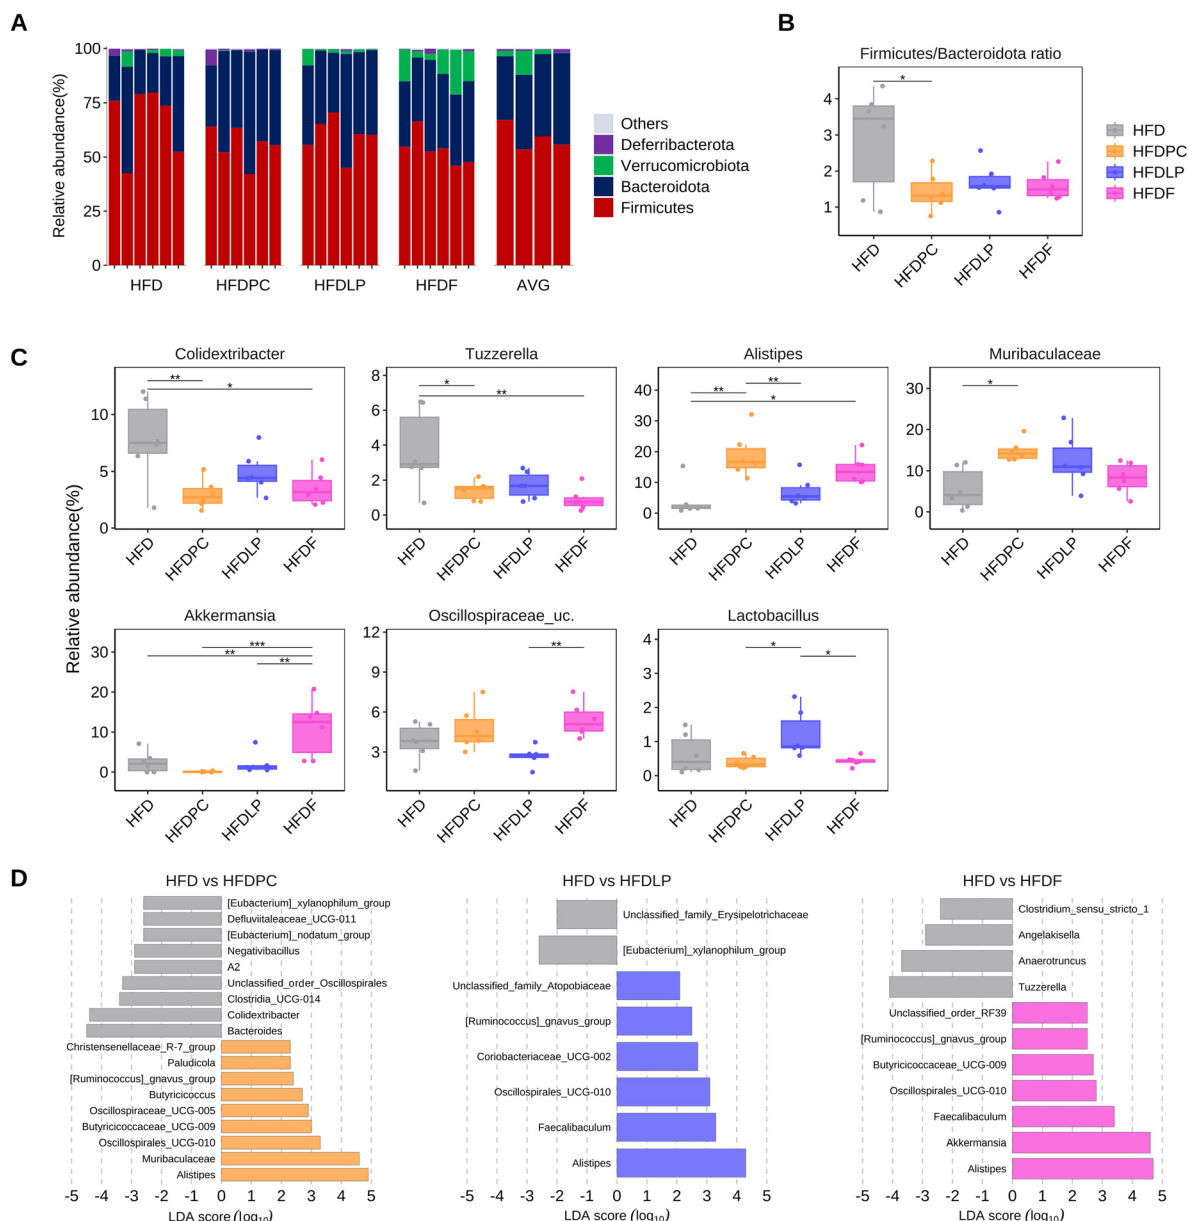 A
Relative abundance(%)
100
75
50
25
0
HFD
HFDPC
HFDLP
HFDF
AVG
Others
Deferribacterota
Verrucomicrobiota
Bacteroidota
Firmicutes
B
Firmicutes/Bacteroidota ratio
*
4
3
2
1
HFD
HFDPC
HFDLP
HFDF
HFD
HFDPC
HFDLP
HFDF
C
Relative abundance(%)
Colidextribacter
**
*
10
5
0
HFD
HFDPC
HFDLP
HFDF
Tuzzerella
*
**
8
6
4
2
0
HFD
HFDPC
HFDLP
HFDF
Alistipes
**
**
*
40
30
20
10
0
HFD
HFDPC
HFDLP
HFDF
Muribaculaceae
*
30
20
10
0
HFD
HFDPC
HFDLP
HFDF
Akkermansia
***
**
**
30
20
10
0
HFD
HFDPC
HFDLP
HFDF
Oscillospiraceae_uc.
**
12
9
6
3
HFD
HFDPC
HFDLP
HFDF
Lactobacillus
*
*
4
3
2
1
0
HFD
HFDPC
HFDLP
HFDF
D
HFD vs HFDPC
[Eubacterium]_xylanophilum_group
Defluviitaleaceae_UCG-011
[Eubacterium]_nodatum_group
Negativibacillus
A2
Unclassified_order_Oscillospirales
Clostridia_UCG-014
Colidextribacter
Bacteroides
Christensenellaceae_R-7_group
Paludicola
[Ruminococcus]_gnavus_group
Butyricicoccus
Oscillospiraceae_UCG-005
Butyricicoccaceae_UCG-009
Oscillospirales_UCG-010
Muribaculaceae
Alistipes
-5 -4 -3 -2 -1 0 1 2 3 4 5
LDA score (log10)
HFD vs HFDLP
Unclassified_family_Erysipelotrichaceae
[Eubacterium]_xylanophilum_group
Unclassified_family_Atopobiaceae
[Ruminococcus]_gnavus_group
Coriobacteriaceae_UCG-002
Oscillospirales_UCG-010
Faecalibaculum
Alistipes
-5 -4 -3 -2 -1 0 1 2 3 4 5
LDA score (log10)
HFD vs HFDF
Clostridium_sensu_stricto_1
Angelakisella
Anaerotruncus
Tuzzerella
Unclassified_order_RF39
[Ruminococcus]_gnavus_group
Butyricicoccaceae_UCG-009
Oscillospirales_UCG-010
Faecalibaculum
Akkermansia
Alistipes
-5 -4 -3 -2 -1 0 1 2 3 4 5
LDA score (log10)